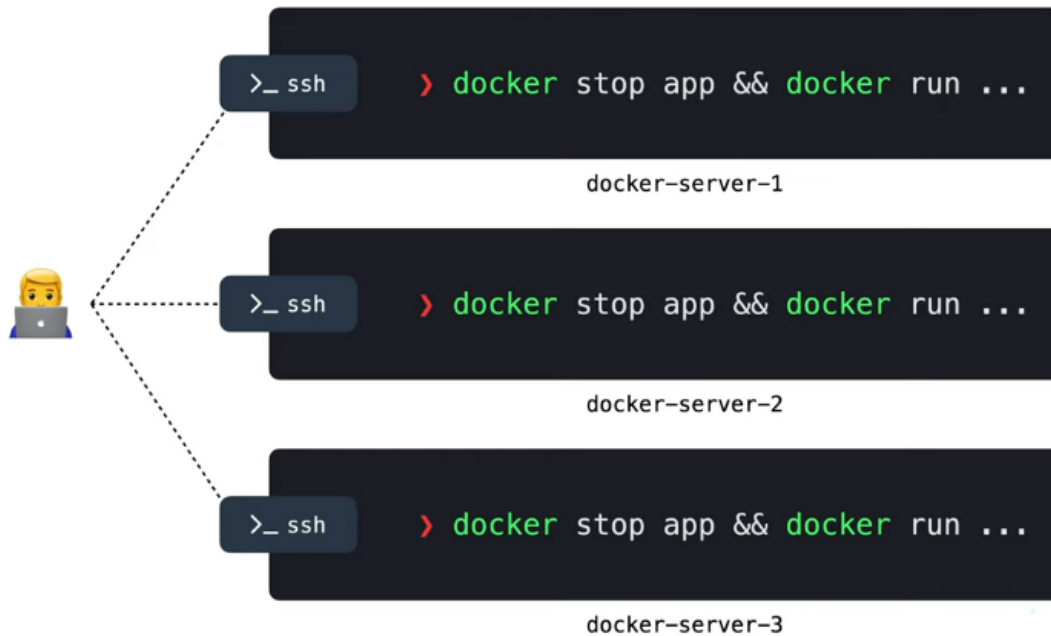 >_ ssh
❯ docker stop app && docker run ...
docker-server-1
>_ ssh
❯ docker stop app && docker run ...
docker-server-2
>_ ssh
❯ docker stop app && docker run ...
docker-server-3